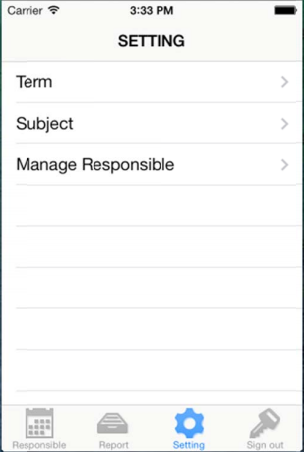 Carrier 3:33 PM
SETTING
Term
Subject
Manage Responsible
Responsible Report Setting Sign out